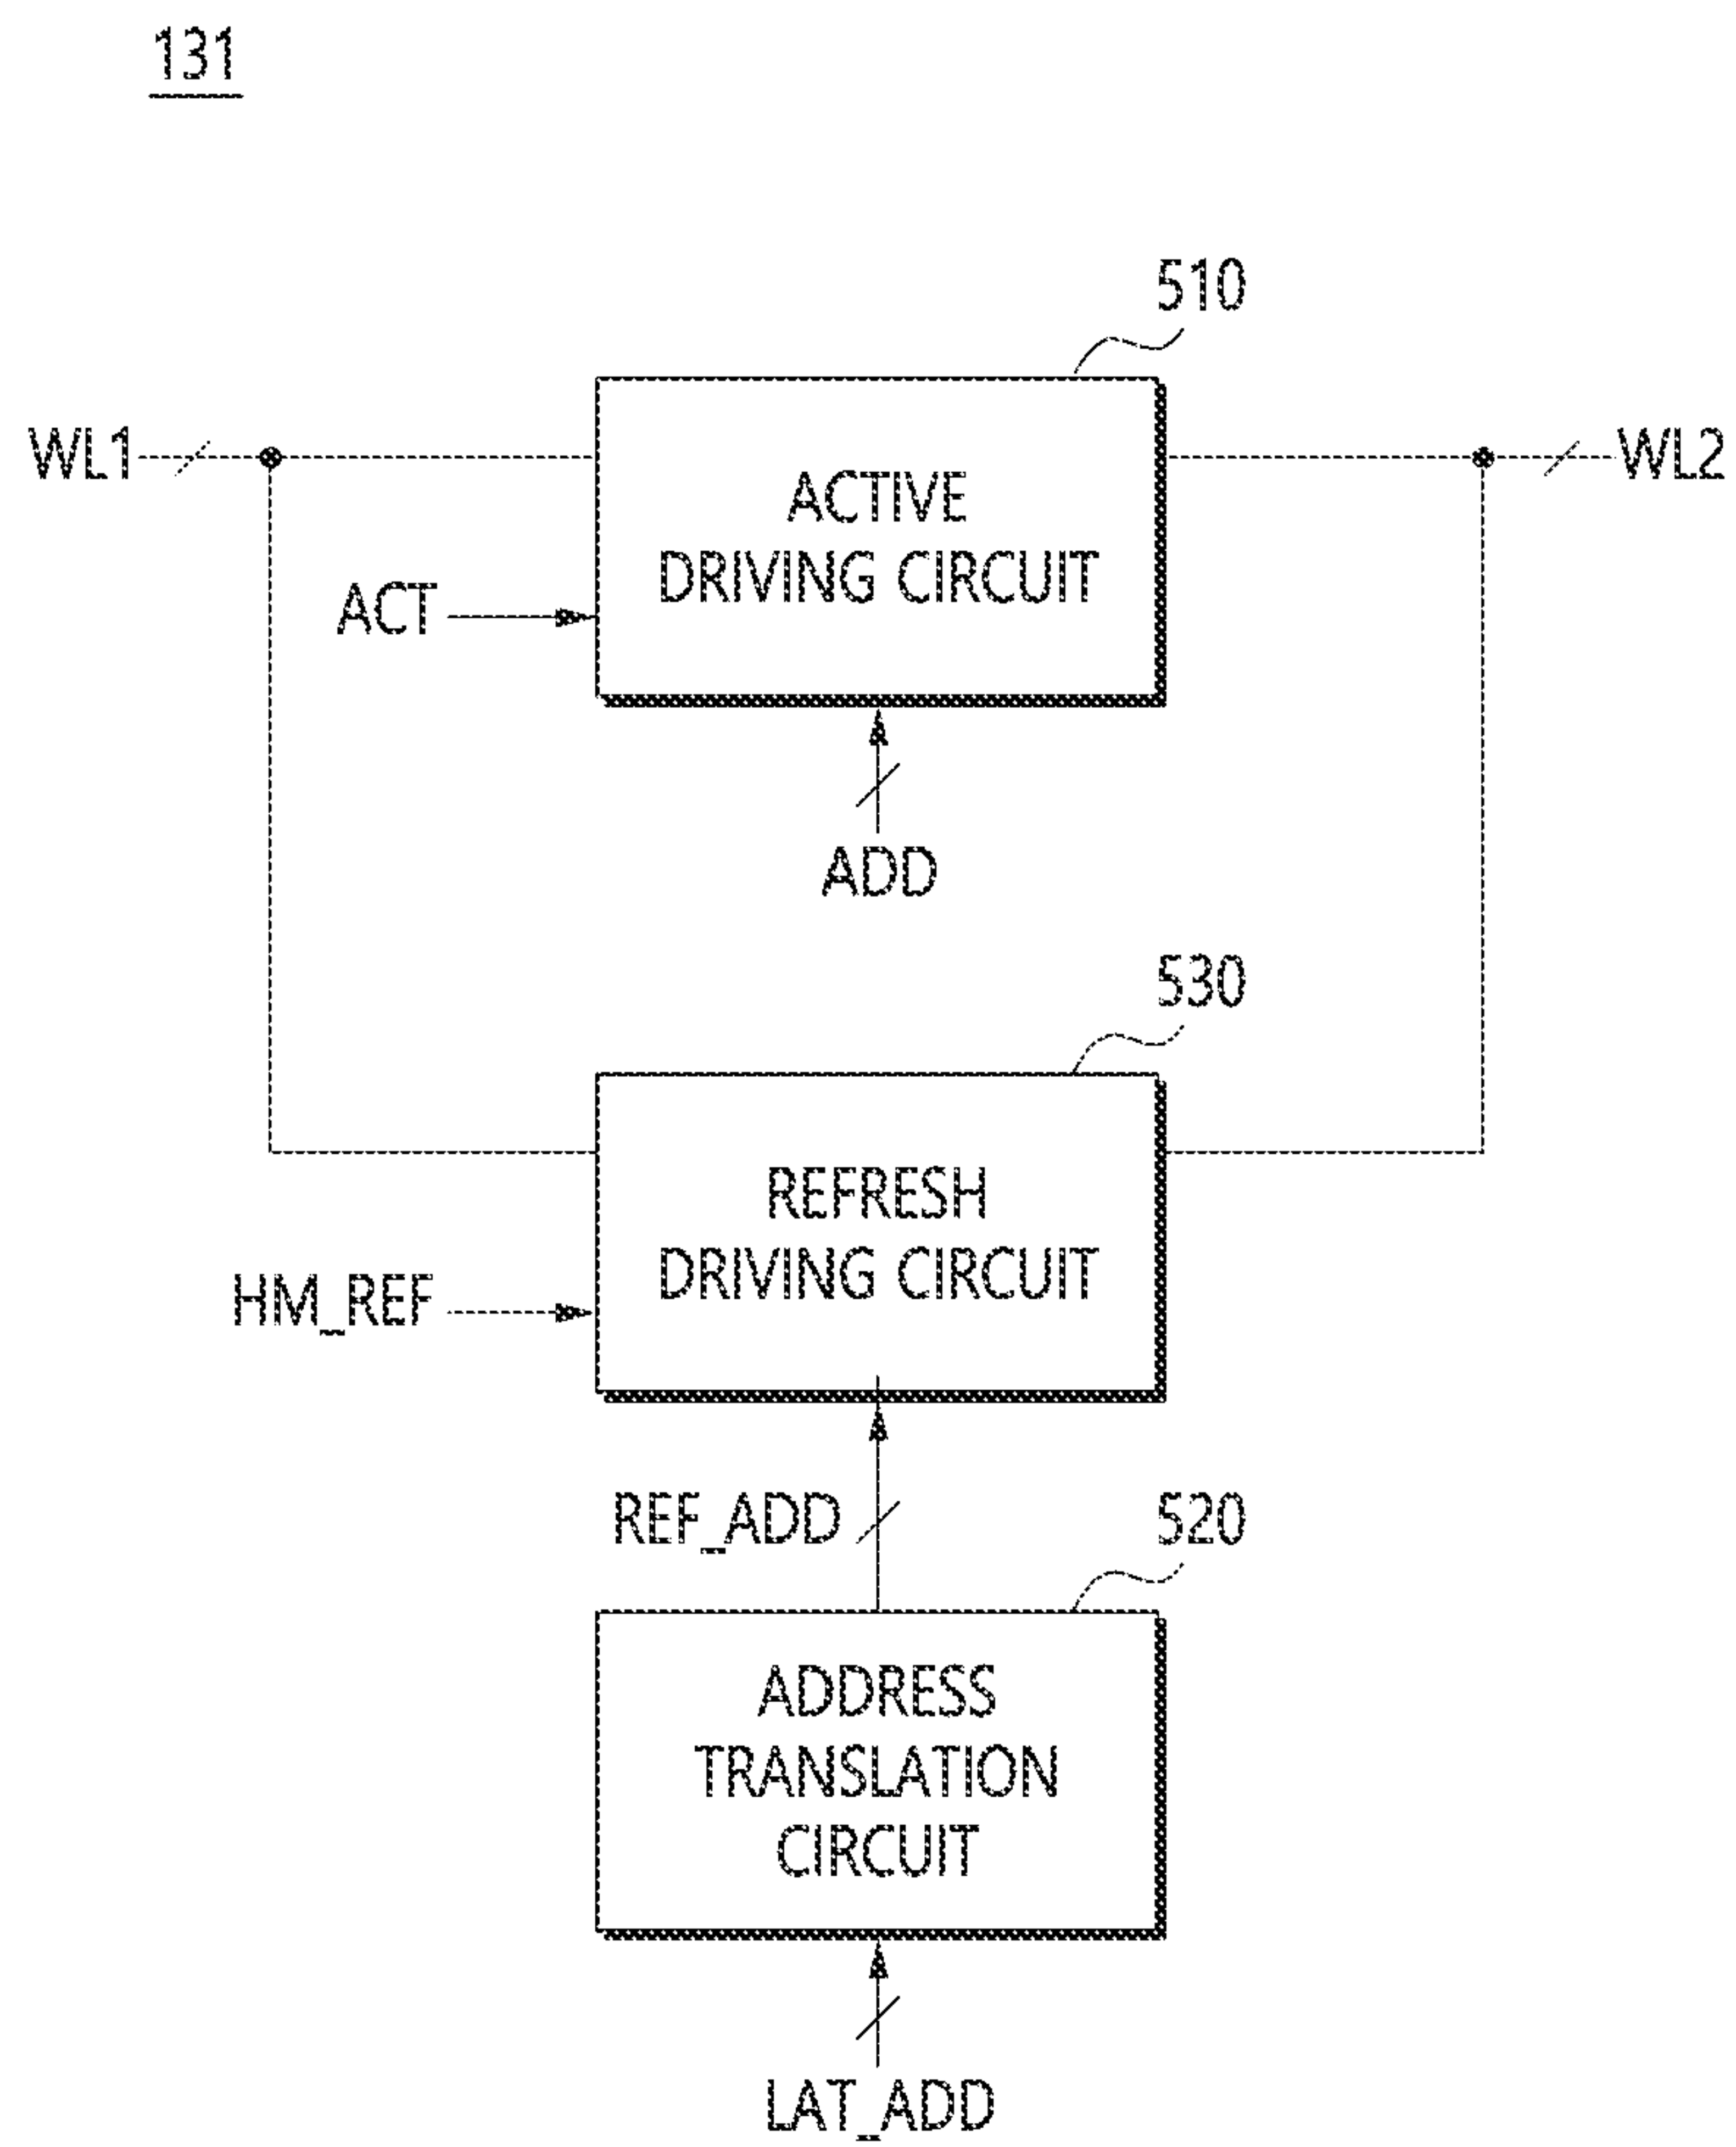 131
510
WL1
WL2
ACTIVE
DRIVING CIRCUIT
ACT
ADD
530
REFRESH
DRIVING CIRCUIT
HM_REF
REF_ADD
520
ADDRESS
TRANSLATION
CIRCUIT
LAT_ADD